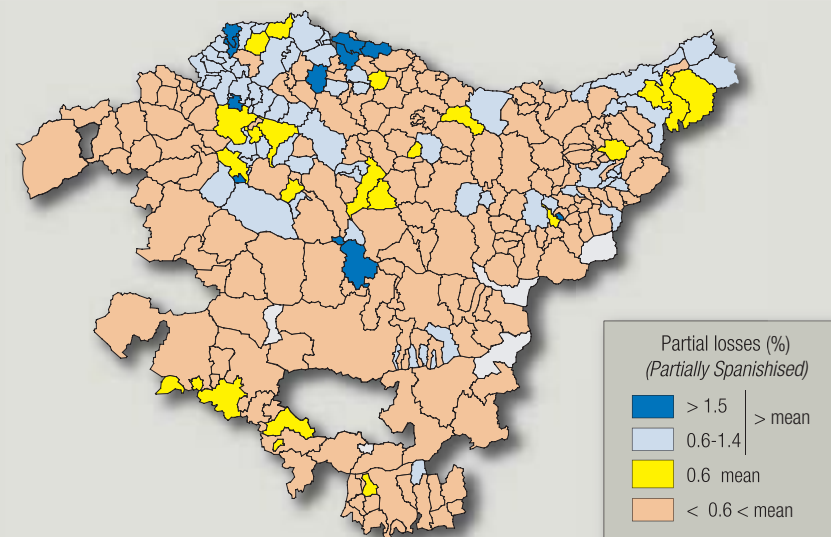 Partial losses (%)
(Partially Spanishised)
> 1.5
> mean
0.6-1.4
0.6 mean
< 0.6 < mean